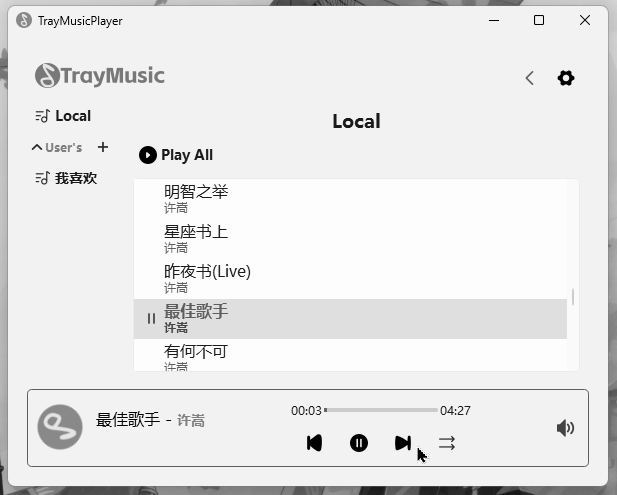 TrayMusicPlayer
TrayMusic
Local
User's
我喜欢
Local
Play All
明智之举
许嵩
星座书上
许嵩
昨夜书(Live)
许嵩
最佳歌手
许嵩
有何不可
许嵩
最佳歌手 - 许嵩
00:03
04:27